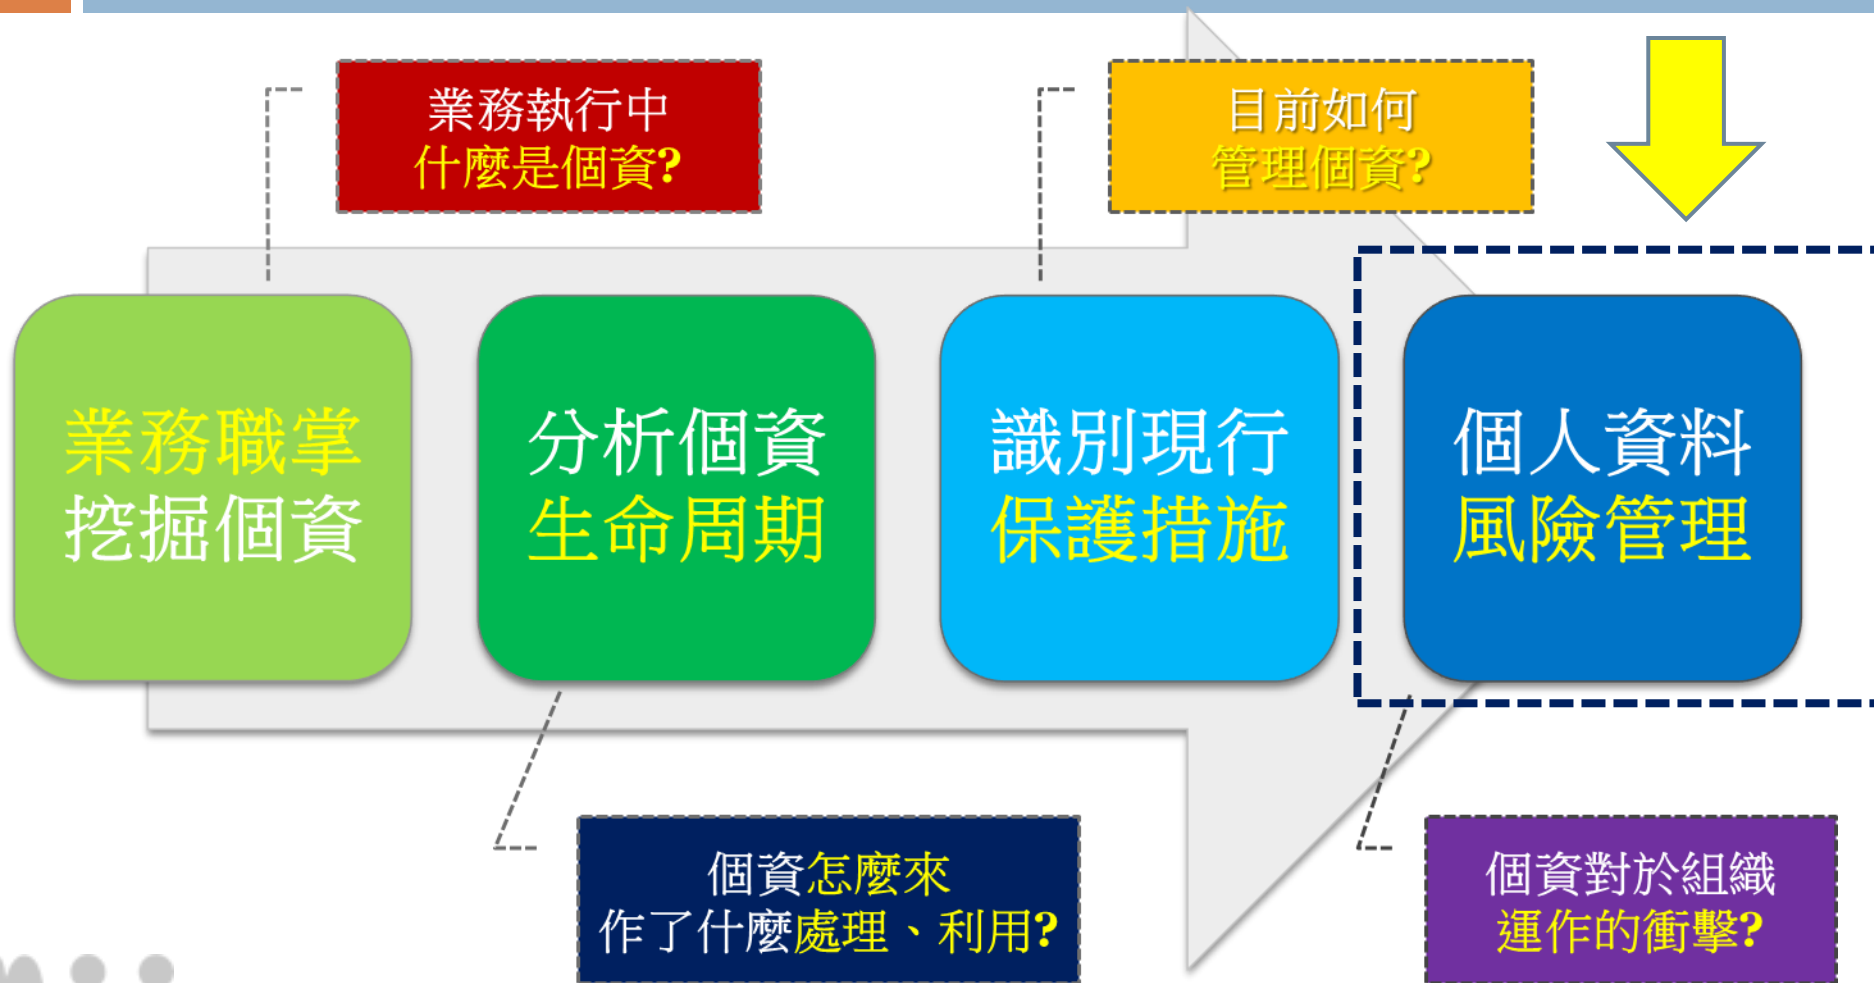 業務執行中
什麼是個資?
目前如何
管理個資?
業務職掌
挖掘個資
分析個資
生命周期
識別現行
保護措施
個人資料
風險管理
個資怎麼來
作了什麼處理、利用?
個資對於組織
運作的衝擊?